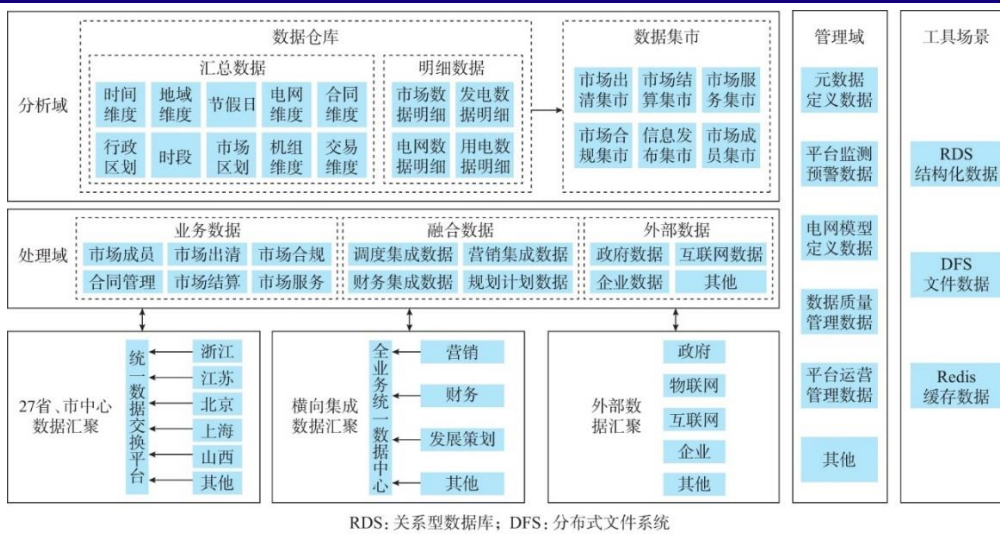 数据仓库
汇总数据
分析域
时间
维度
地域
维度
节假日
电网
维度
合同
维度
行政
区划
时段
市场
区划
机组
维度
交易
维度
明细数据
市场数
据明细
发电数
据明细
电网数
据明细
用电数
据明细
数据集市
市场出
清集市
市场结
算集市
市场服
务集市
市场合
规集市
信息发
布集市
市场成
员集市
处理域
业务数据
市场成员
市场出清
市场合规
合同管理
市场结算
市场服务
融合数据
调度集成数据
营销集成数据
财务集成数据
规划计划数据
外部数据
政府数据
互联网数据
企业数据
其他
27省、市中心
数据汇聚
统一数据交换平台
浙江
江苏
北京
上海
山西
其他
横向集成
数据汇聚
全业务统一数据中心
营销
财务
发展策划
其他
外部数
据汇聚
政府
物联网
互联网
企业
其他
管理域
元数据
定义数据
平台监测
预警数据
电网模型
定义数据
数据质量
管理数据
平台运营
管理数据
其他
工具场景
RDS
结构化数据
DFS
文件数据
Redis
缓存数据
RDS: 关系型数据库; DFS: 分布式文件系统